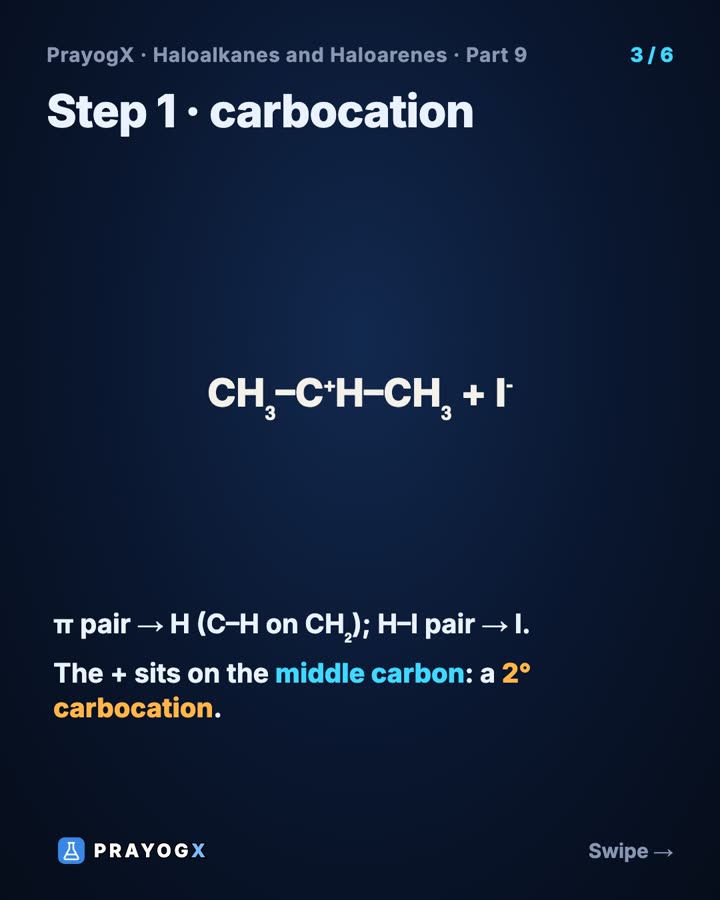 PrayogX · Haloalkanes and Haloarenes · Part 9
3 / 6
Step 1 · carbocation
CH₃–C⁺H–CH₃ + I⁻
π pair → H (C–H on CH₂); H–I pair → I.
The + sits on the middle carbon: a 2°
carbocation.
PRAYOGX
Swipe →